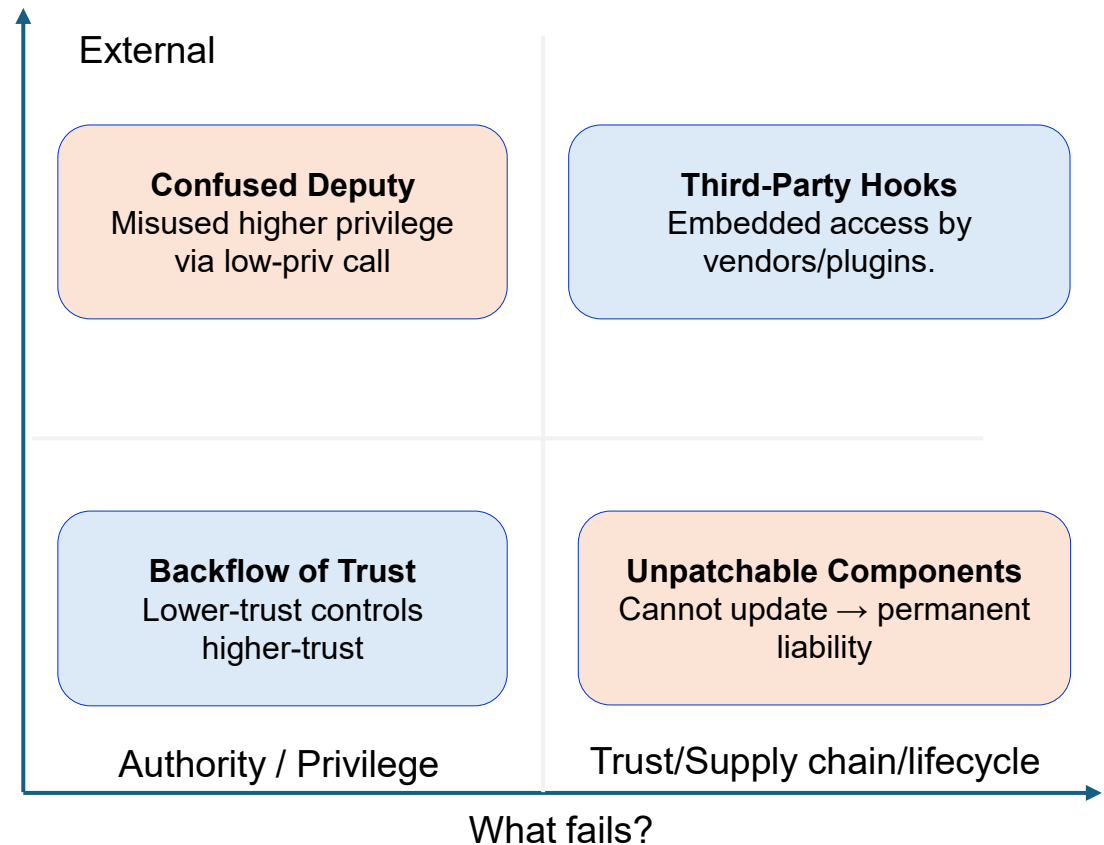 External
Confused Deputy
Misused higher privilege
via low-priv call
Third-Party Hooks
Embedded access by
vendors/plugins.
Backflow of Trust
Lower-trust controls
higher-trust
Unpatchable Components
Cannot update → permanent
liability
Authority / Privilege
Trust/Supply chain/lifecycle
What fails?